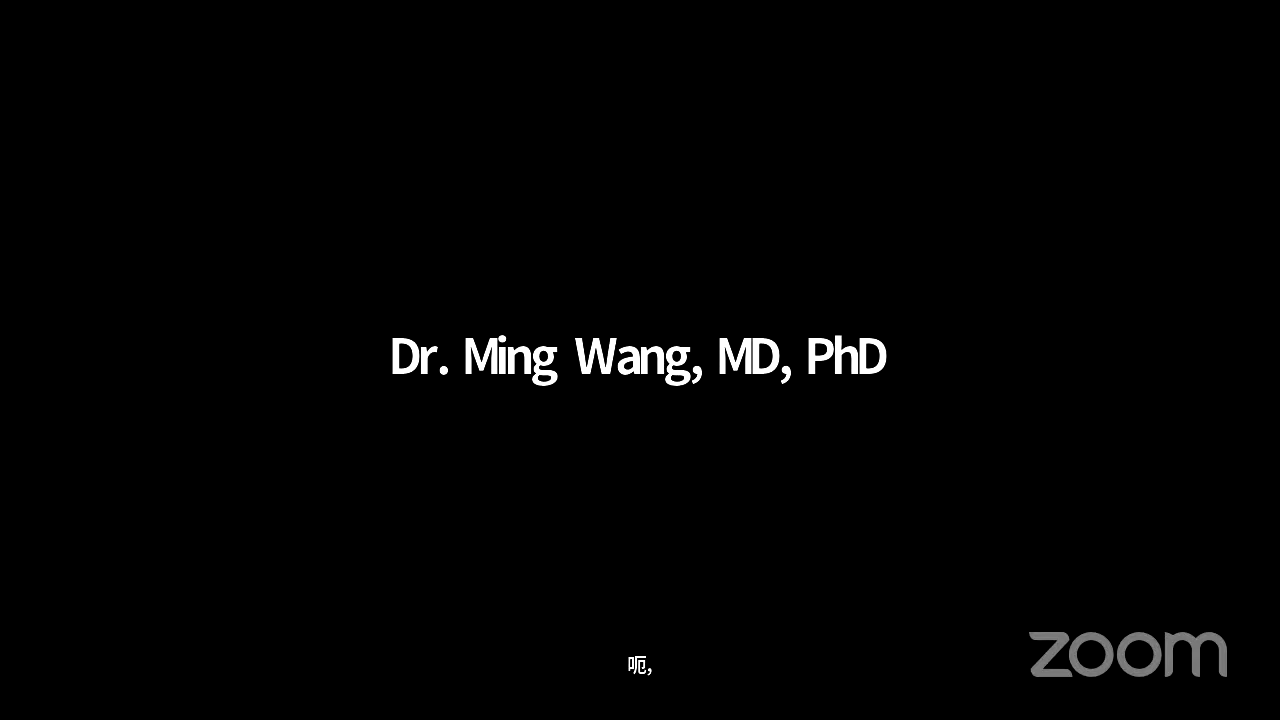 Dr. Ming Wang, MD, PhD
zoom
呃,